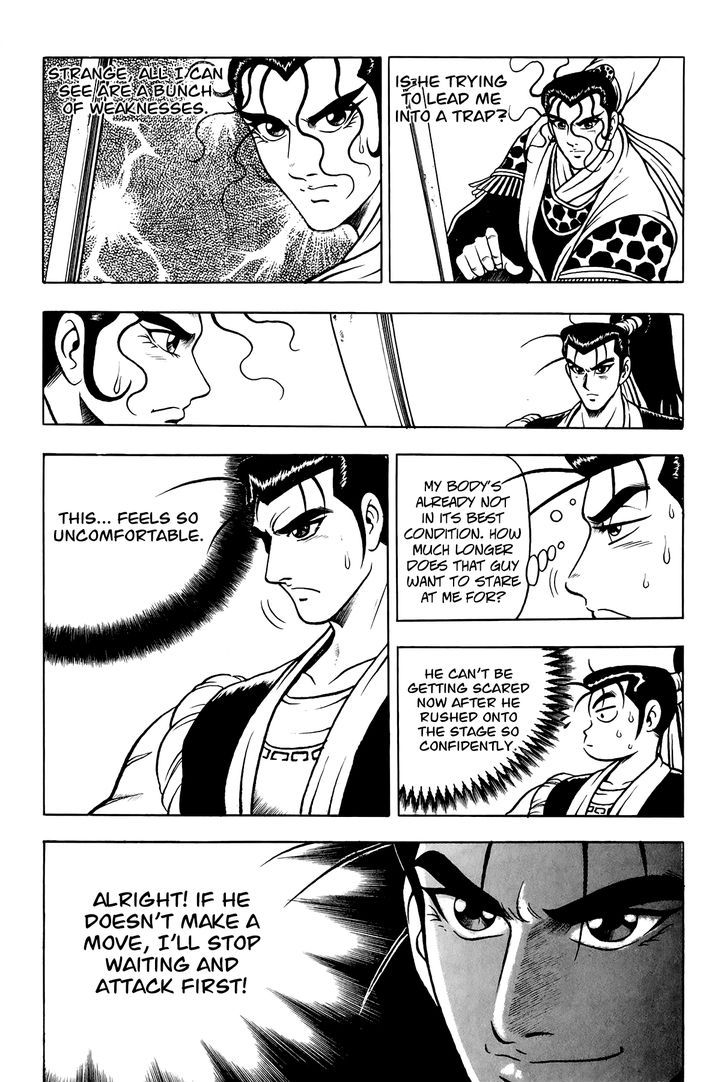 STRANGE, ALL I CAN
SEE ARE A BUNCH
OF WEAKNESSES.
IS HE TRYING
TO LEAD ME
INTO A TRAP?
THIS... FEELS SO
UNCOMFORTABLE.
MY BODY'S
ALREADY NOT
IN ITS BEST
CONDITION. HOW
MUCH LONGER
DOES THAT GUY
WANT TO STARE
AT ME FOR?
HE CAN'T BE
GETTING SCARED
NOW AFTER HE
RUSHED ONTO
THE STAGE SO
CONFIDENTLY.
ALRIGHT! IF HE
DOESN'T MAKE A
MOVE, I'LL STOP
WAITING AND
ATTACK FIRST!